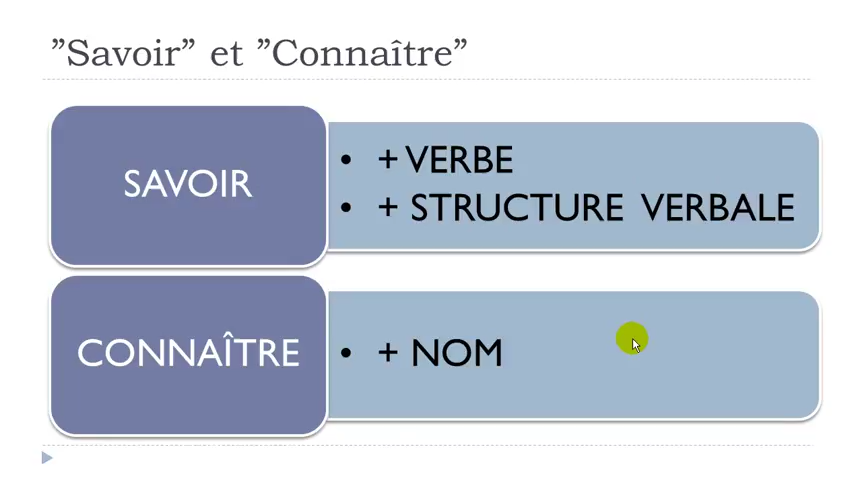 ”Savoir” et ”Connaître”
SAVOIR
• + VERBE
• + STRUCTURE VERBALE
CONNAÎTRE
• + NOM